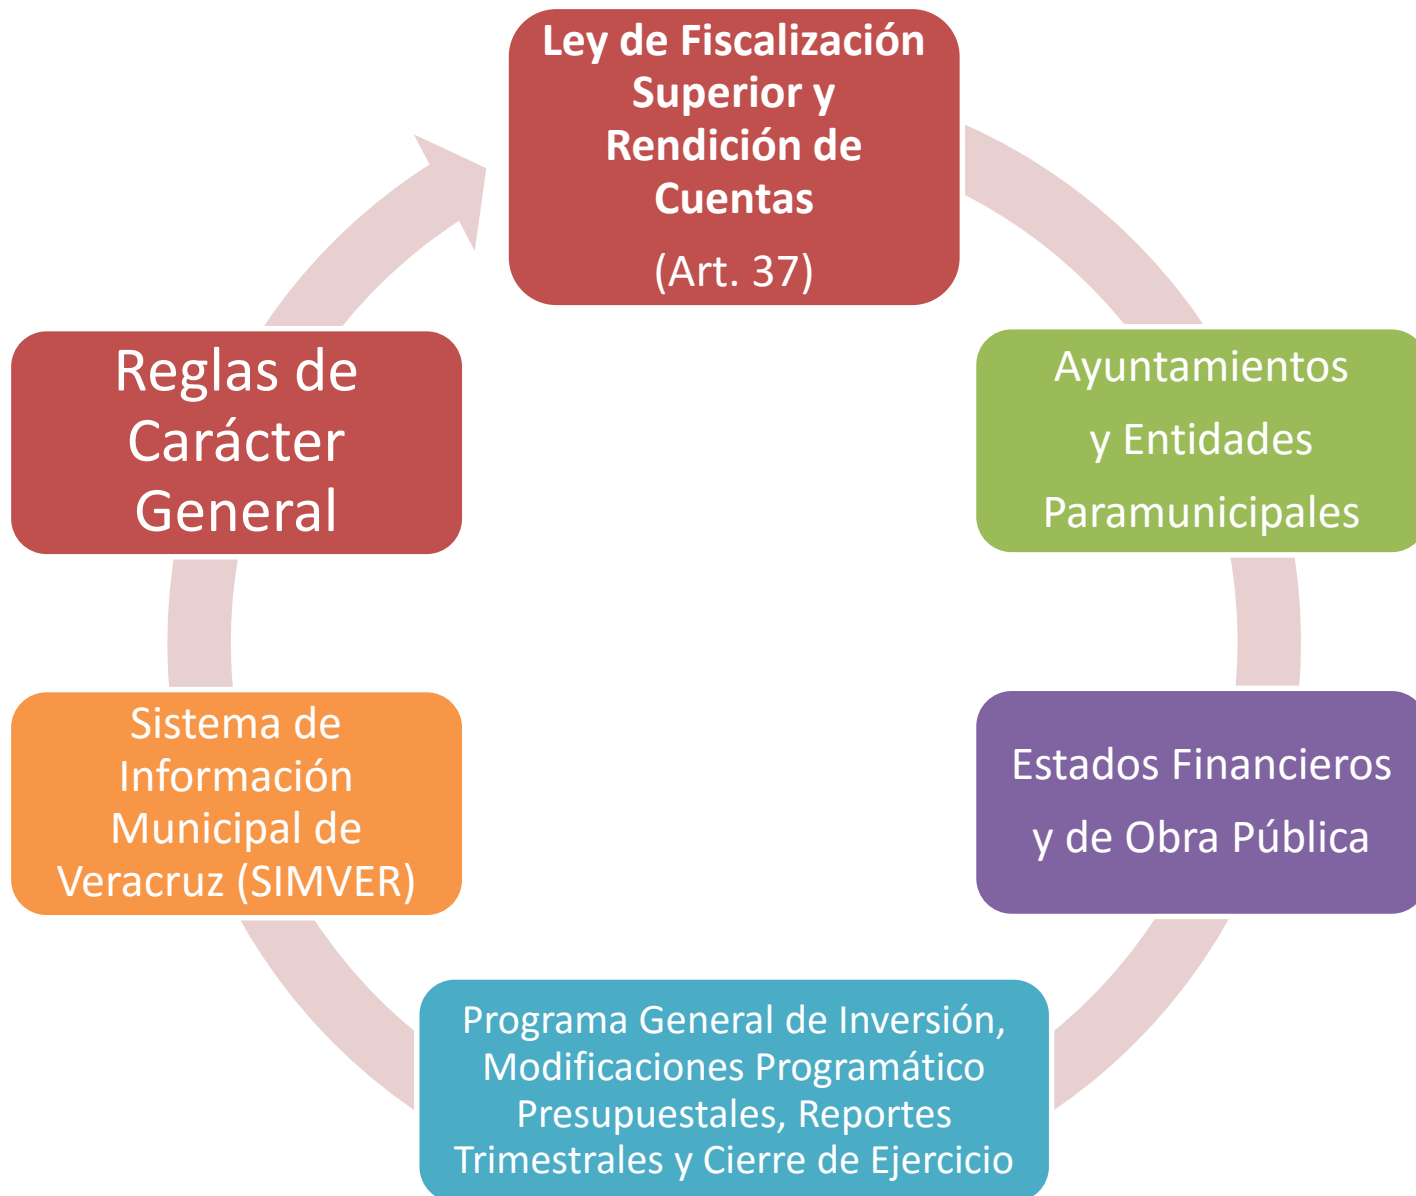 Ley de Fiscalización
Superior y
Rendición de
Cuentas
(Art. 37)
Ayuntamientos
y Entidades
Paramunicipales
Estados Financieros
y de Obra Pública
Programa General de Inversión,
Modificaciones Programático
Presupuestales, Reportes
Trimestrales y Cierre de Ejercicio
Sistema de
Información
Municipal de
Veracruz (SIMVER)
Reglas de
Carácter
General